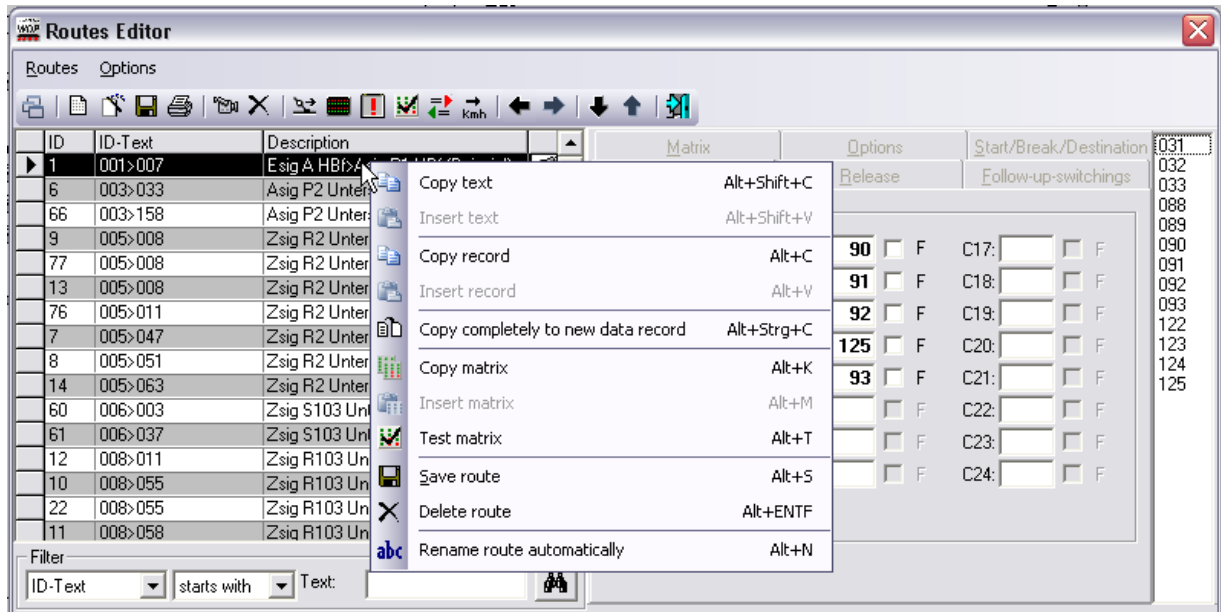 Routes Editor
Routes Options
kmh
ID ID-Text Description
1 001>007 Esig A HBf>
6 003>033 Asig P2 Unter
66 003>158 Asig P2 Unter
9 005>008 Zsig R2 Unter
77 005>008 Zsig R2 Unter
13 005>008 Zsig R2 Unter
76 005>011 Zsig R2 Unter
7 005>047 Zsig R2 Unter
8 005>051 Zsig R2 Unter
14 005>063 Zsig R2 Unter
60 006>003 Zsig S103 Un
61 006>037 Zsig S103 Un
12 008>011 Zsig R103 Un
10 008>055 Zsig R103 Un
22 008>055 Zsig R103 Un
11 008>058 Zsig R103 Un
Filter
ID-Text starts with Text:
Copy text Alt+Shift+C
Insert text Alt+Shift+V
Copy record Alt+C
Insert record Alt+V
Copy completely to new data record Alt+Strg+C
Copy matrix Alt+K
Insert matrix Alt+M
Test matrix Alt+T
Save route Alt+S
Delete route Alt+ENTF
abc Rename route automatically Alt+N
Matrix Options Start/Break/Destination
Release Follow-up-switchings
90 F C17: F
91 F C18: F
92 F C19: F
125 F C20: F
93 F C21: F
F C22: F
F C23: F
F C24: F
031
032
033
088
089
090
091
092
093
122
123
124
125